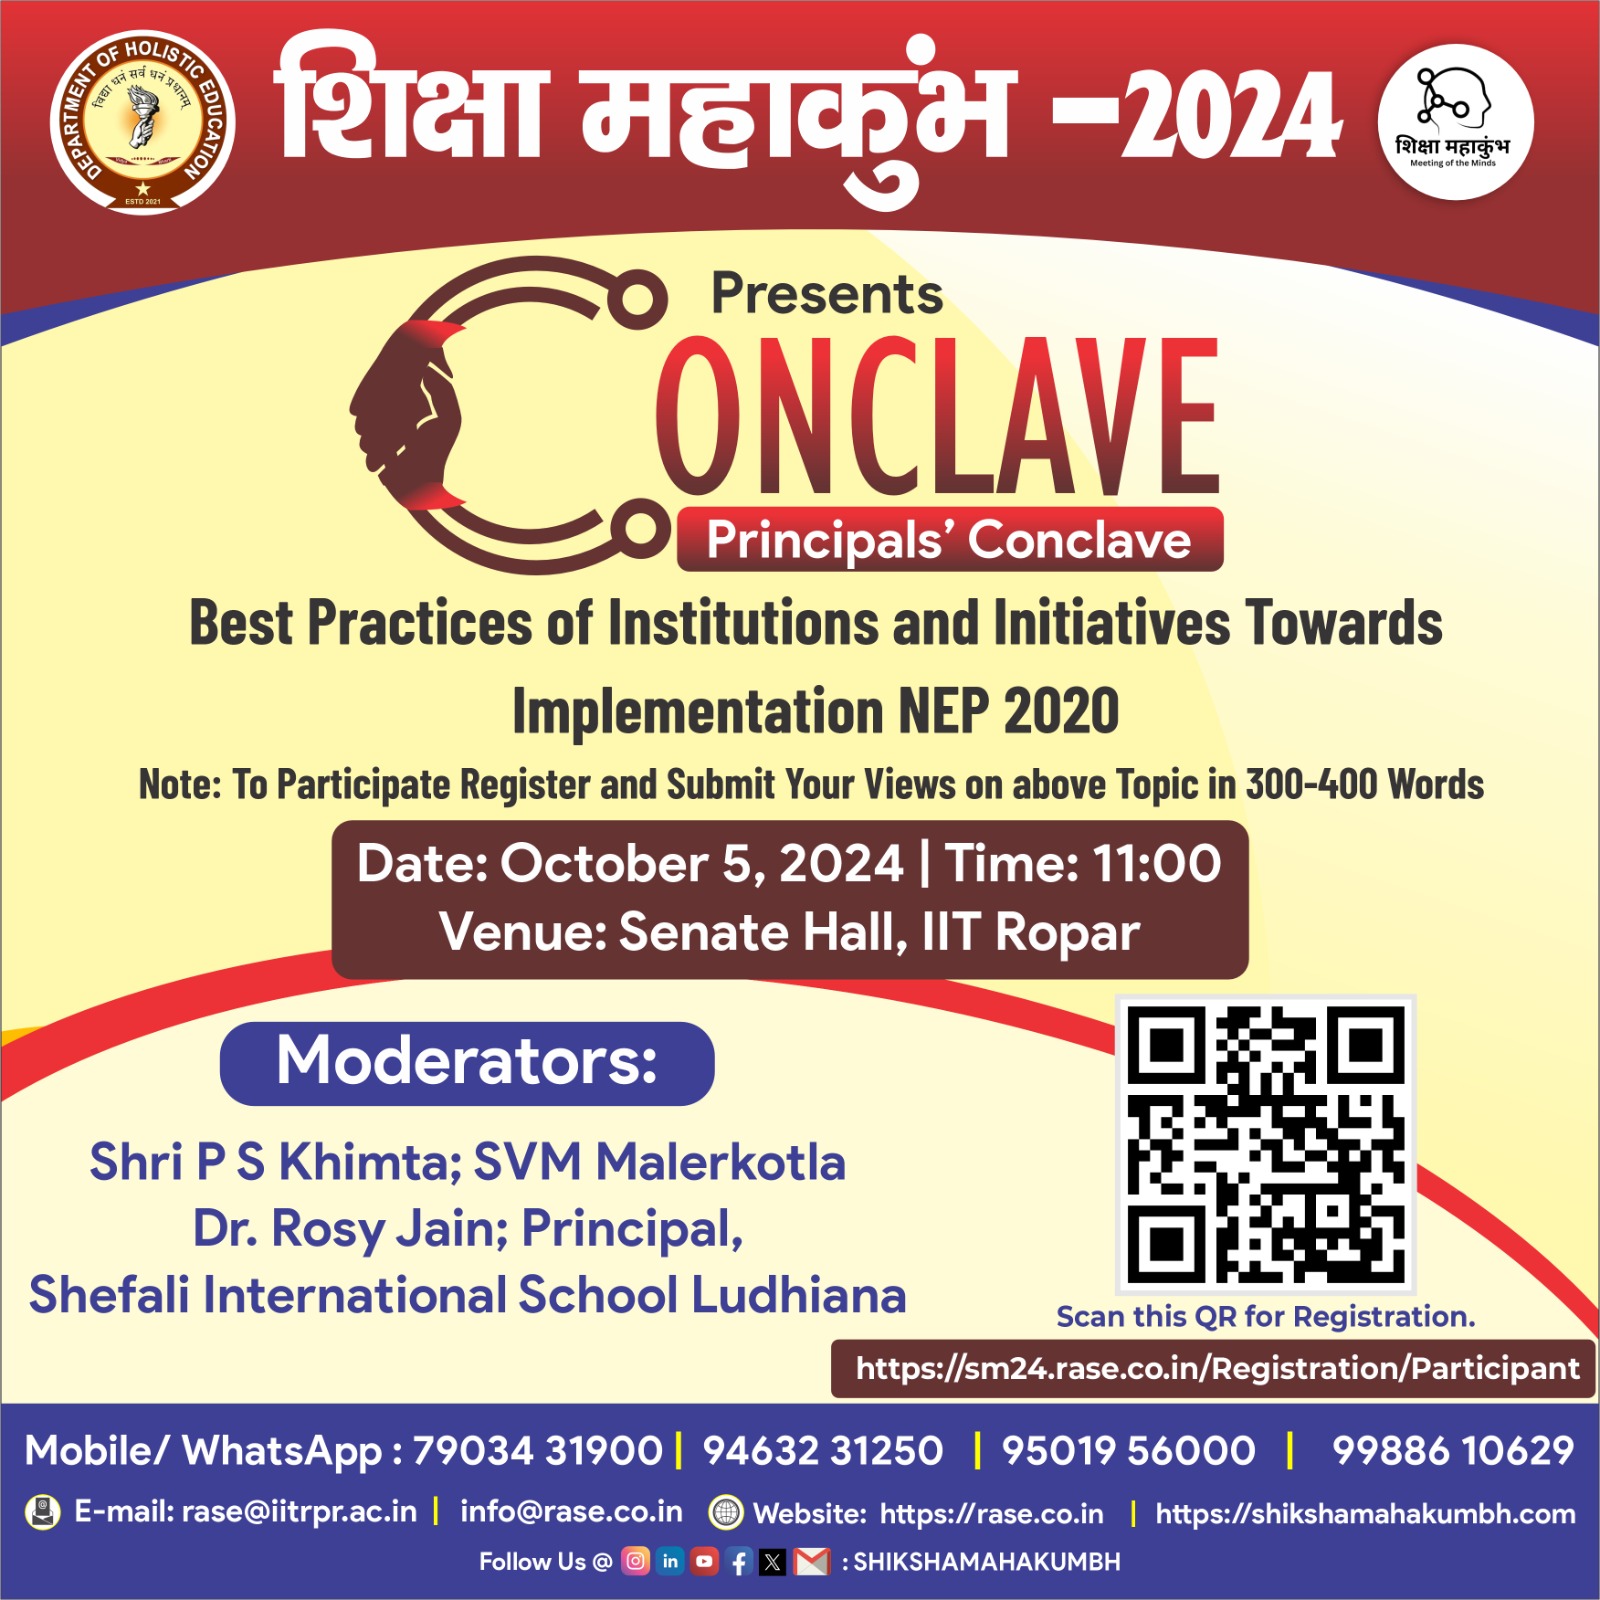 DEPARTMENT OF HOLISTIC EDUCATION
विद्या धनं सर्व धनं प्रधानम्
ESTD 2021
शिक्षा महाकुंभ -2024
शिक्षा महाकुंभ
Meeting of the Minds
Presents
CONCLAVE
Principals' Conclave
Best Practices of Institutions and Initiatives Towards
Implementation NEP 2020
Note: To Participate Register and Submit Your Views on above Topic in 300-400 Words
Date: October 5, 2024 | Time: 11:00
Venue: Senate Hall, IIT Ropar
Moderators:
Shri P S Khimta; SVM Malerkotla
Dr. Rosy Jain; Principal,
Shefali International School Ludhiana
Scan this QR for Registration.
https://sm24.rase.co.in/Registration/Participant
Mobile/ WhatsApp : 79034 31900 | 94632 31250 | 95019 56000 | 99886 10629
E-mail: rase@iitrpr.ac.in | info@rase.co.in Website: https://rase.co.in | https://shikshamahakumbh.com
Follow Us @ : SHIKSHAMAHAKUMBH